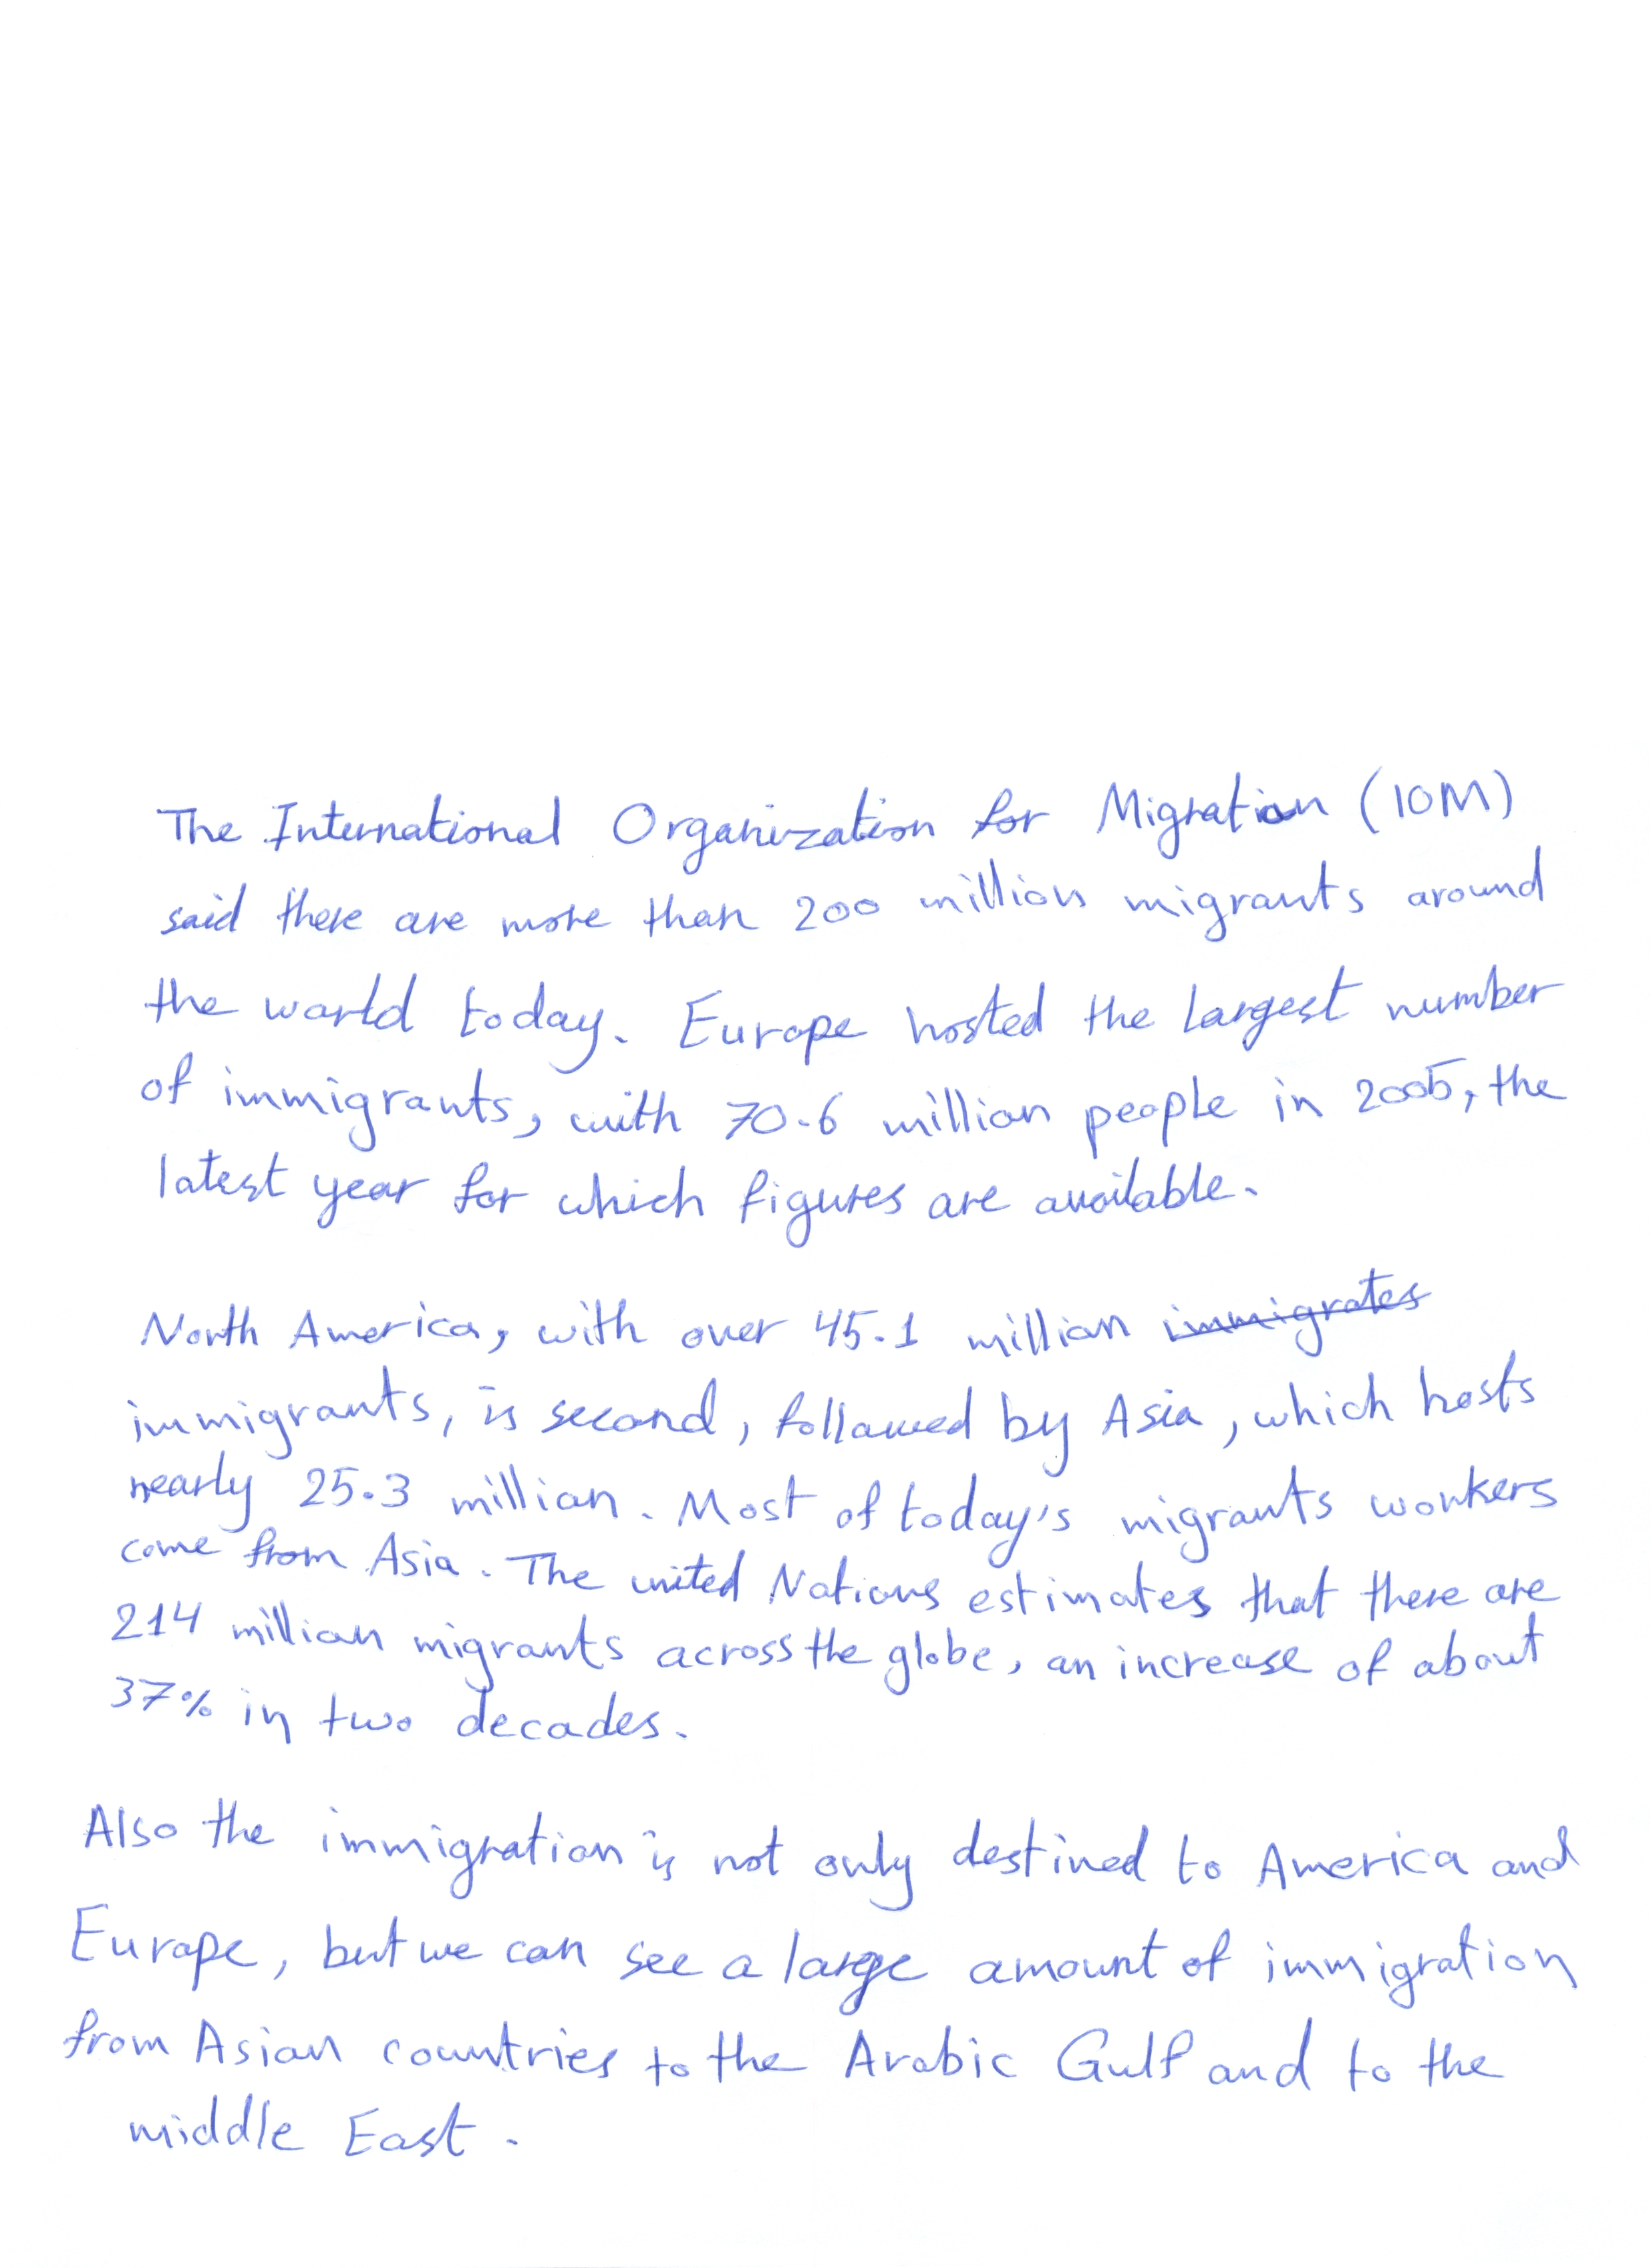 The International Organization for Migration (IOM)
said there are more than 200 million migrants around
the world today. Europe hosted the largest number
of immigrants, with 70.6 million people in 2005, the
latest year for which figures are available.
North America, with over 45.1 million immigrates
immigrants, is second, followed by Asia, which hosts
nearly 25.3 million. Most of today's migrants workers
come from Asia. The united Nations estimates that there are
214 million migrants across the globe, an increase of about
37% in two decades.
Also the immigration is not only destined to America and
Europe, but we can see a large amount of immigration
from Asian countries to the Arabic Gulf and to the
middle East.